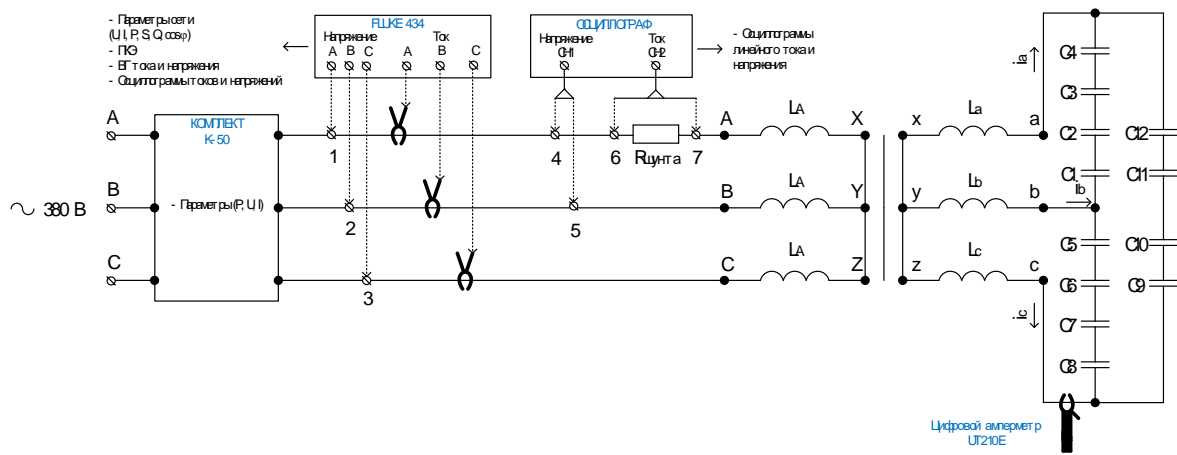 - Параметры сети
(U, I, P, S, Q, cosφ)
- ПКЭ
- ВГ тока и напряжения
- Осциллограммы токов и напряжений
FLUKE 434
Напряжение
Ток
A B C A B C
ОСЦИЛЛОГРАФ
Напряжение
CH1
Ток
CH2
- Осциллограммы
линейного тока и
напряжения
~ 380 В
A
B
C
КОМПЛЕКТ
K-50
- Параметры (P, U, I)
1
2
3
4
5
6
7
Rшунта
A
B
C
LA
LA
LA
X
Y
Z
x
y
z
La
Lb
Lc
a
b
c
ia
ib
ic
C4
C3
C2
C1
C5
C6
C7
C8
C12
C11
C10
C9
Цифровой амперметр
UT210E